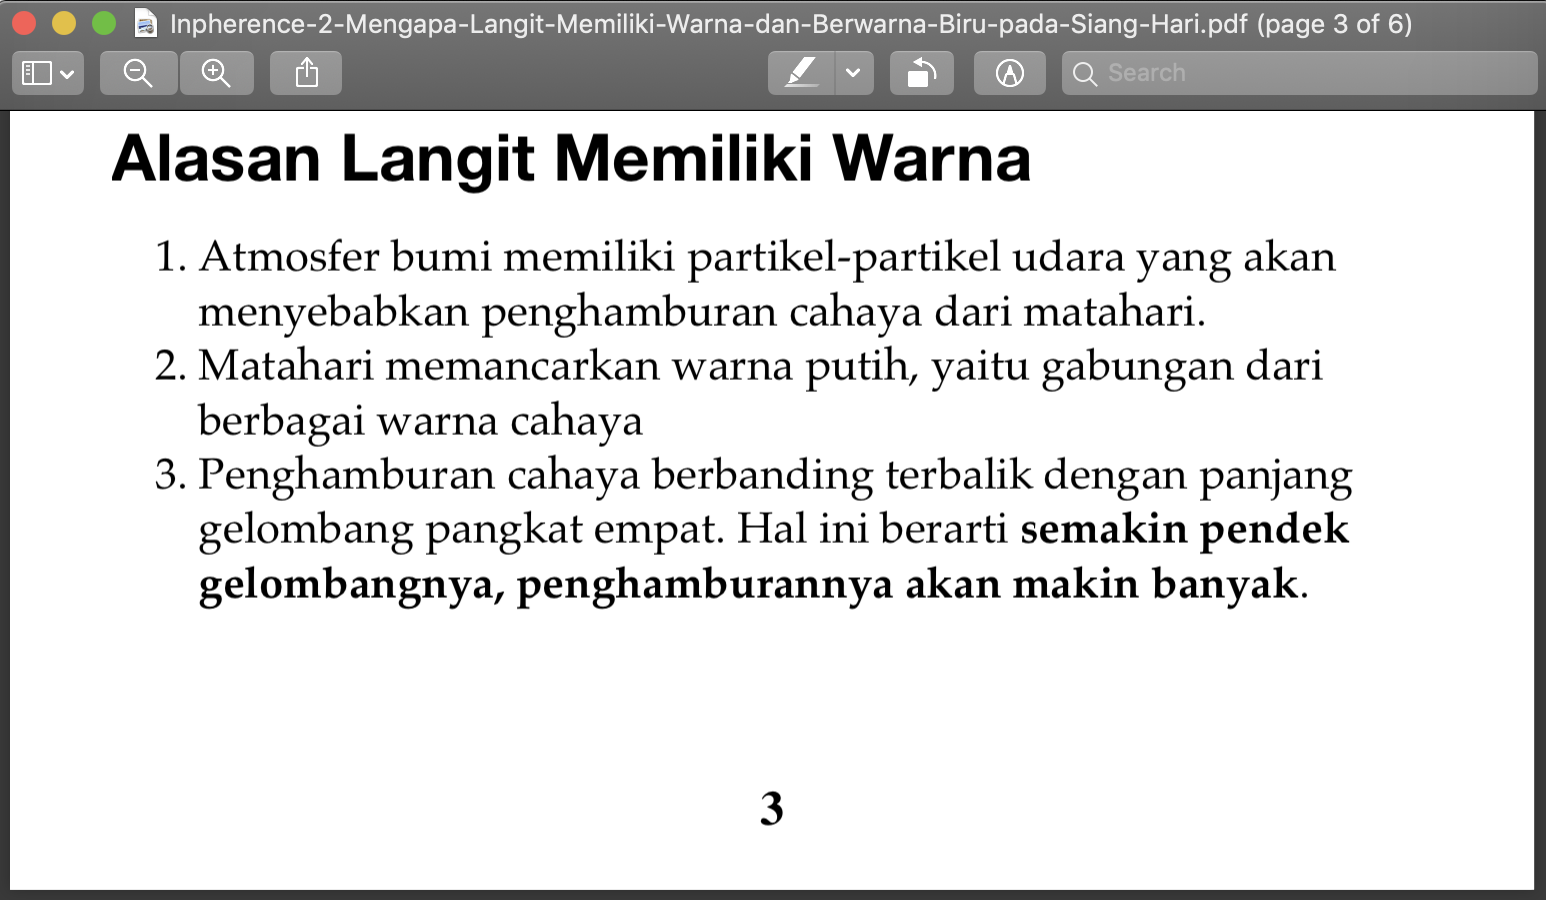 Inpherence-2-Mengapa-Langit-Memiliki-Warna-dan-Berwarna-Biru-pada-Siang-Hari.pdf (page 3 of 6)
Search
Alasan Langit Memiliki Warna
1. Atmosfer bumi memiliki partikel-partikel udara yang akan
menyebabkan penghamburan cahaya dari matahari.
2. Matahari memancarkan warna putih, yaitu gabungan dari
berbagai warna cahaya
3. Penghamburan cahaya berbanding terbalik dengan panjang
gelombang pangkat empat. Hal ini berarti semakin pendek
gelombangnya, penghamburannya akan makin banyak.
3